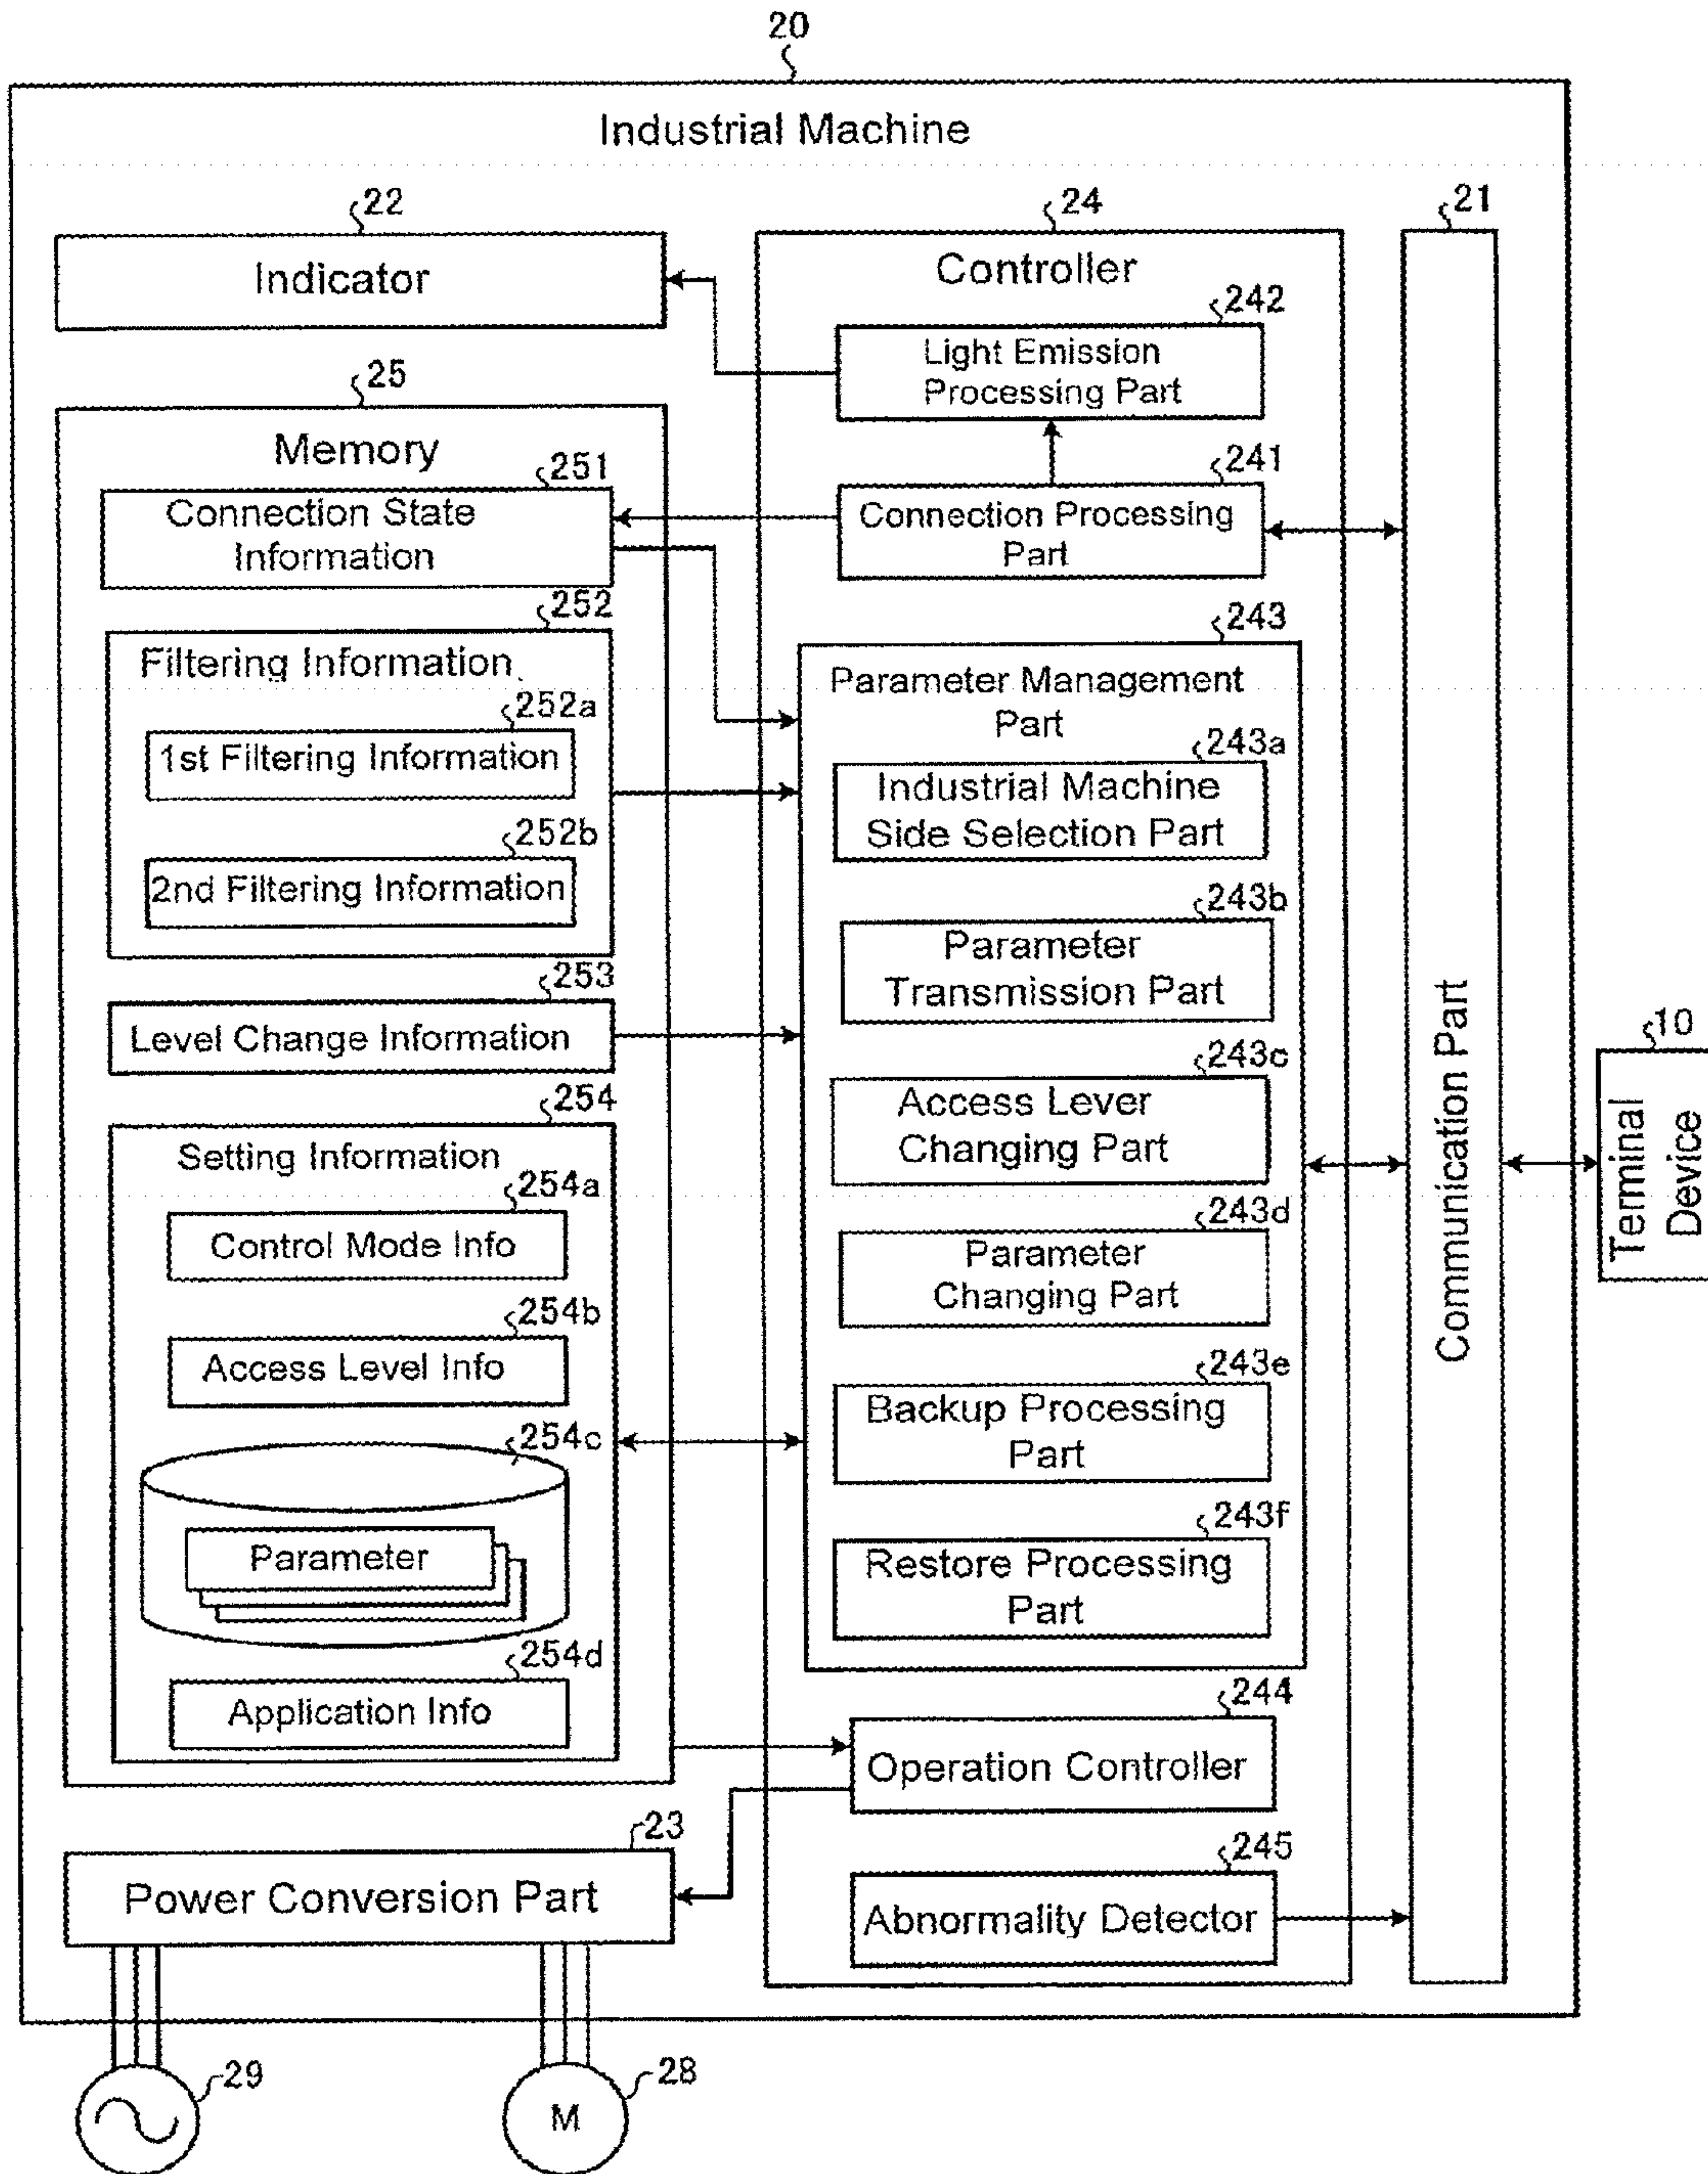 20
Industrial Machine
22
Indicator
25
Memory
251
Connection State
Information
252
Filtering Information
252a
1st Filtering Information
252b
2nd Filtering Information
253
Level Change Information
254
Setting Information
254a
Control Mode Info
254b
Access Level Info
254c
Parameter
254d
Application Info
23
Power Conversion Part
29
M
28
24
Controller
242
Light Emission
Processing Part
241
Connection Processing
Part
243
Parameter Management
Part
243a
Industrial Machine
Side Selection Part
243b
Parameter
Transmission Part
243c
Access Lever
Changing Part
243d
Parameter
Changing Part
243e
Backup Processing
Part
243f
Restore Processing
Part
244
Operation Controller
245
Abnormality Detector
21
Communication Part
10
Terminal
Device